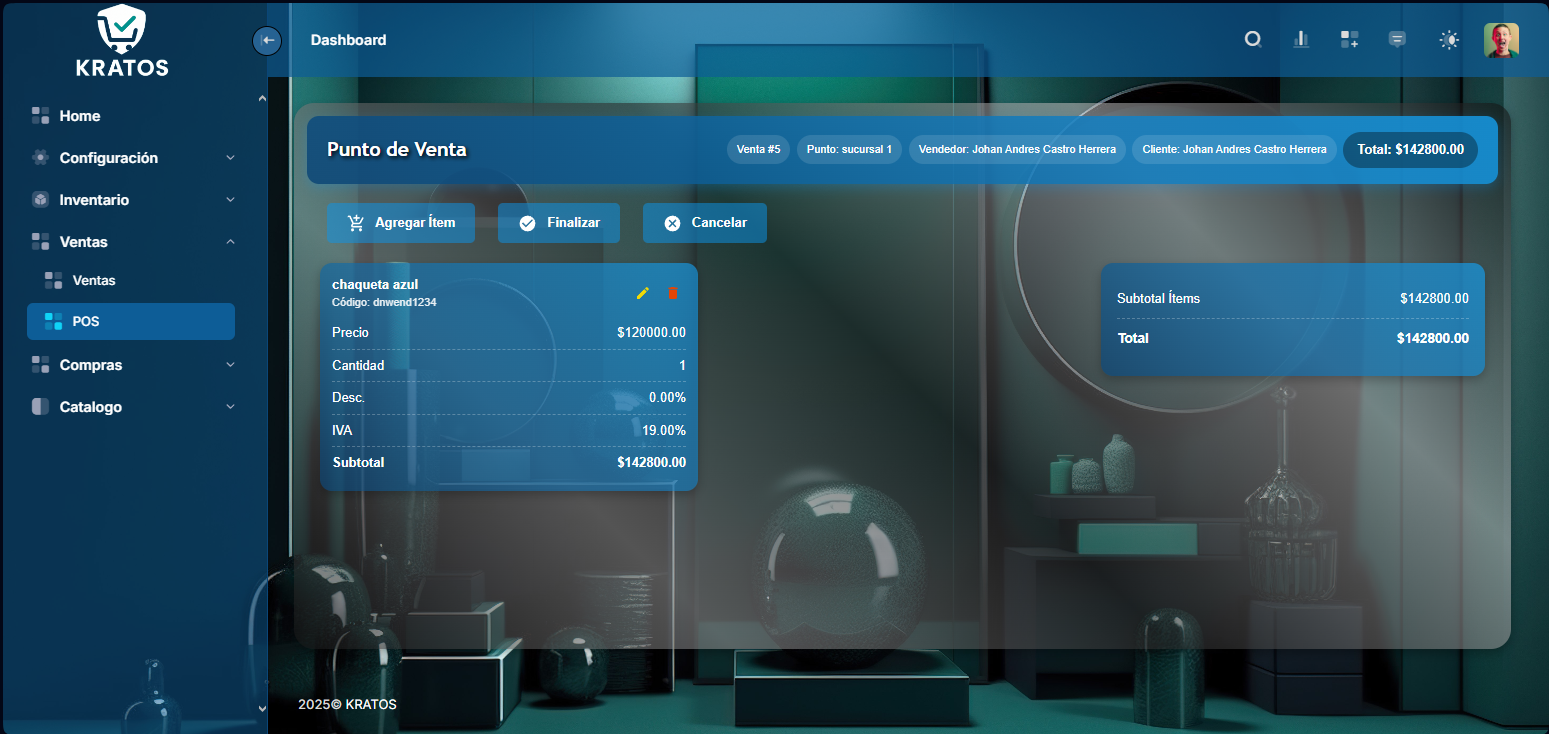 KRATOS
Dashboard
Home
Configuración
Inventario
Ventas
Ventas
POS
Compras
Catalogo
Punto de Venta
Venta #5
Punto: sucursal 1
Vendedor: Johan Andres Castro Herrera
Cliente: Johan Andres Castro Herrera
Total: $142800.00
Agregar Ítem
Finalizar
Cancelar
chaqueta azul
Código: dnwend1234
Precio $120000.00
Cantidad 1
Desc. 0.00%
IVA 19.00%
Subtotal $142800.00
Subtotal Ítems $142800.00
Total $142800.00
2025© KRATOS